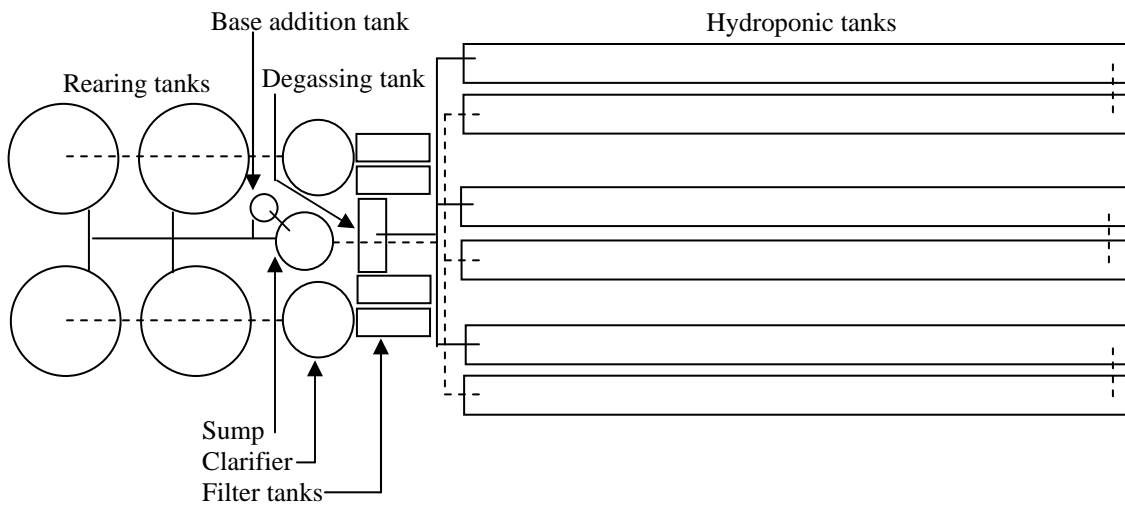 Base addition tank
Hydroponic tanks
Rearing tanks
Degassing tank
Sump
Clarifier
Filter tanks